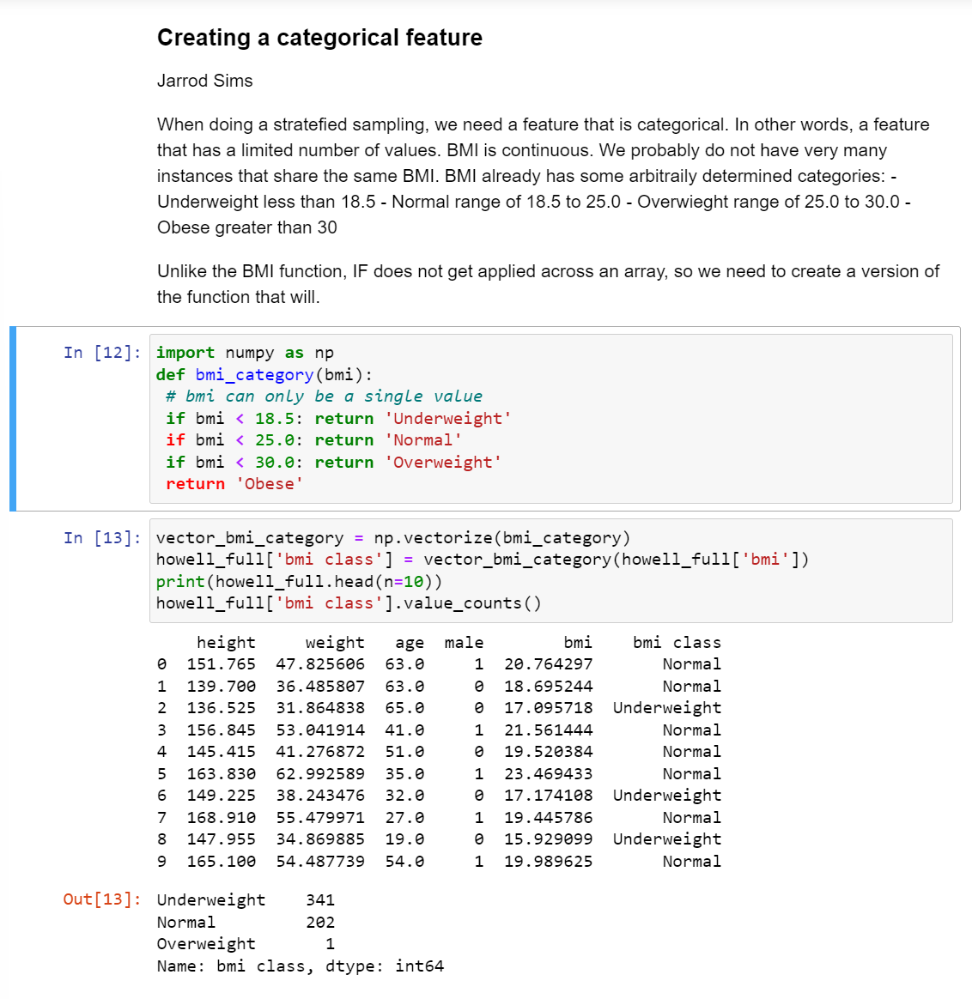 Creating a categorical feature
Jarrod Sims
When doing a stratefied sampling, we need a feature that is categorical. In other words, a feature
that has a limited number of values. BMI is continuous. We probably do not have very many
instances that share the same BMI. BMI already has some arbitraily determined categories: -
Underweight less than 18.5 - Normal range of 18.5 to 25.0 - Overwieght range of 25.0 to 30.0 -
Obese greater than 30
Unlike the BMI function, IF does not get applied across an array, so we need to create a version of
the function that will.
In [12]: import numpy as np
def bmi_category(bmi):
# bmi can only be a single value
if bmi < 18.5: return 'Underweight'
if bmi < 25.0: return 'Normal'
if bmi < 30.0: return 'Overweight'
return 'Obese'
In [13]: vector_bmi_category = np.vectorize(bmi_category)
howell_full['bmi class'] = vector_bmi_category(howell_full['bmi'])
print(howell_full.head(n=10))
howell_full['bmi class'].value_counts()
height weight age male bmi bmi class
0 151.765 47.825606 63.0 1 20.764297 Normal
1 139.700 36.485807 63.0 0 18.695244 Normal
2 136.525 31.864838 65.0 0 17.095718 Underweight
3 156.845 53.041914 41.0 1 21.561444 Normal
4 145.415 41.276872 51.0 0 19.520384 Normal
5 163.830 62.992589 35.0 1 23.469433 Normal
6 149.225 38.243476 32.0 0 17.174108 Underweight
7 168.910 55.479971 27.0 1 19.445786 Normal
8 147.955 34.869885 19.0 0 15.929099 Underweight
9 165.100 54.487739 54.0 1 19.989625 Normal
Out[13]: Underweight 341
Normal 202
Overweight 1
Name: bmi class, dtype: int64